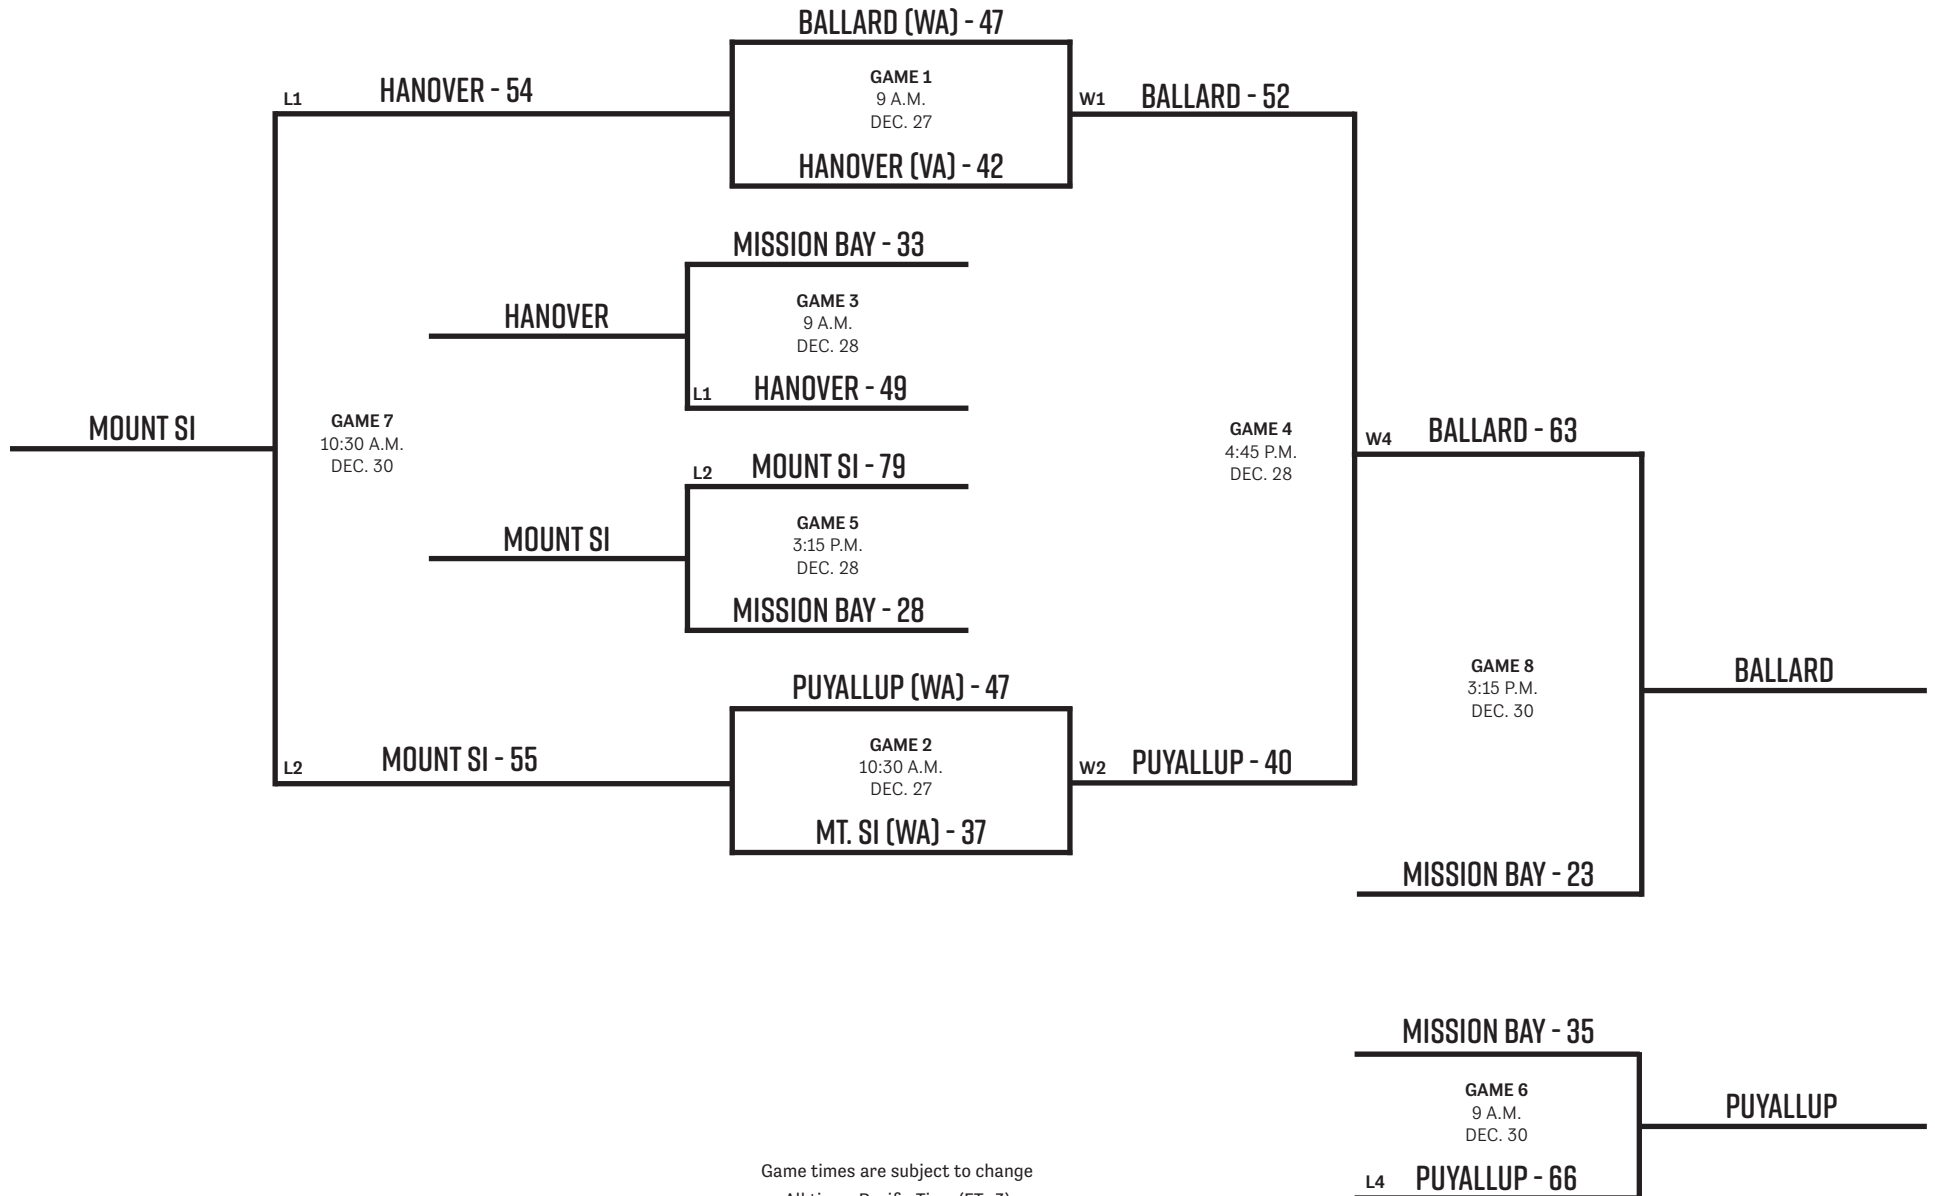 BALLARD (WA) - 47
GAME 1
9 A.M.
DEC. 27
HANOVER (VA) - 42
L1 HANOVER - 54
W1 BALLARD - 52
MISSION BAY - 33
GAME 3
9 A.M.
DEC. 28
L1 HANOVER - 49
HANOVER
MOUNT SI
GAME 7
10:30 A.M.
DEC. 30
L2 MOUNT SI - 79
GAME 5
3:15 P.M.
DEC. 28
MISSION BAY - 28
MOUNT SI
GAME 4
4:45 P.M.
DEC. 28
W4 BALLARD - 63
PUYALLUP (WA) - 47
GAME 2
10:30 A.M.
DEC. 27
MT. SI (WA) - 37
L2 MOUNT SI - 55
W2 PUYALLUP - 40
GAME 8
3:15 P.M.
DEC. 30
BALLARD
MISSION BAY - 23
MISSION BAY - 35
GAME 6
9 A.M.
DEC. 30
PUYALLUP
L4 PUYALLUP - 66
Game times are subject to change